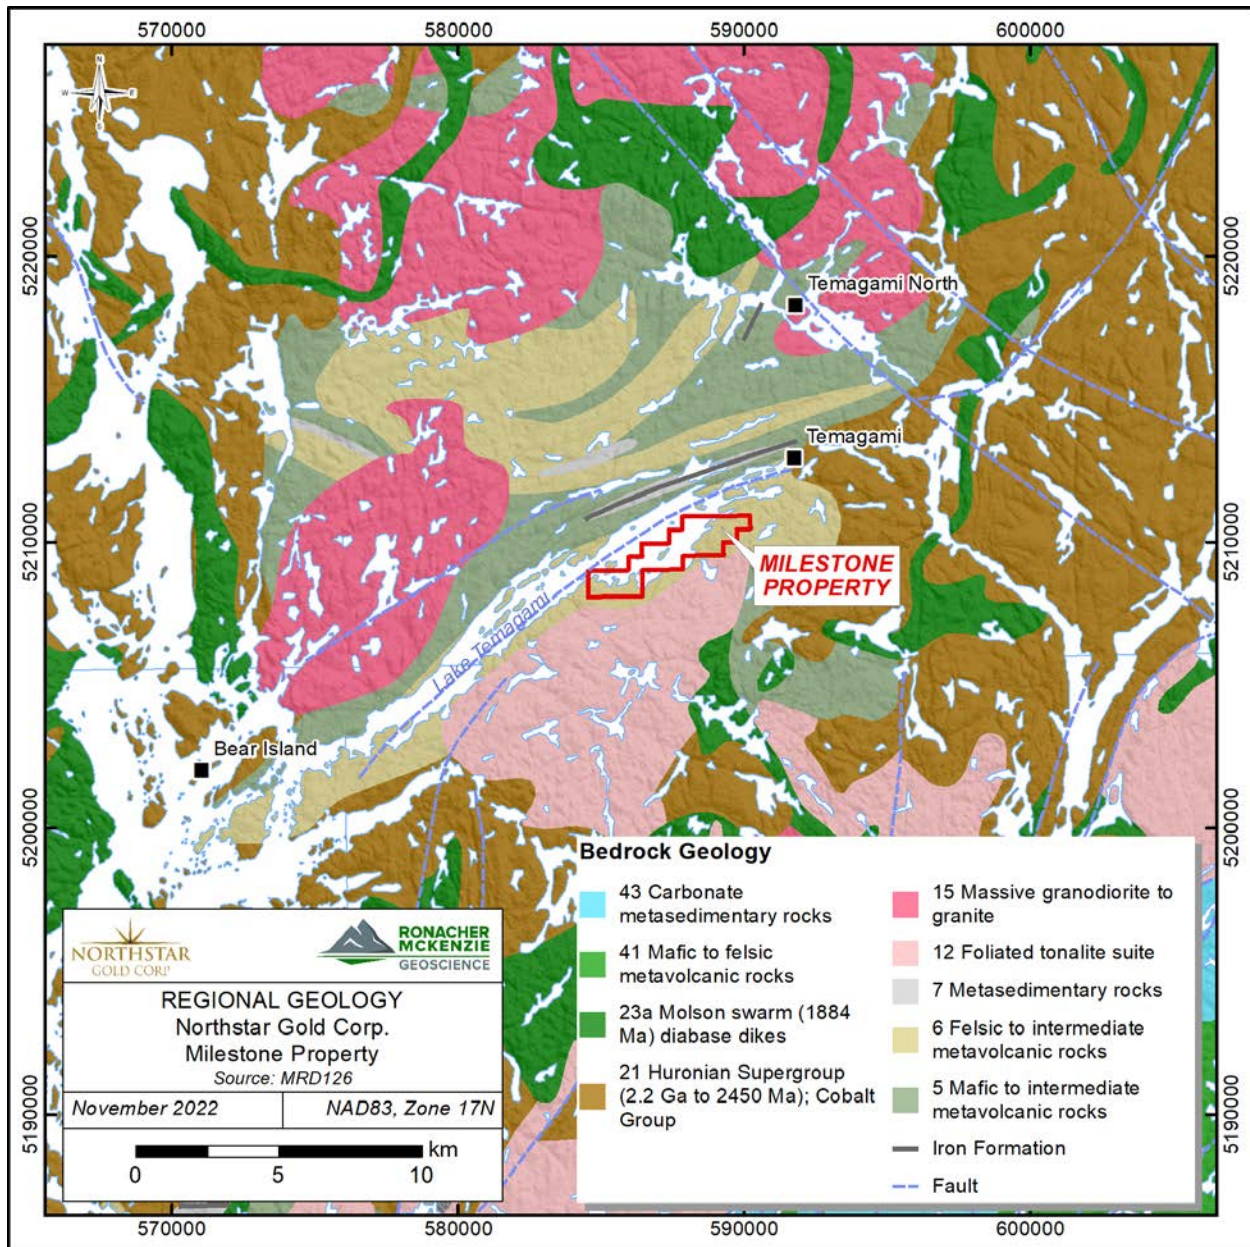 570000
580000
590000
600000
N
W
E
S
5220000
5220000
Temagami North
Temagami
5210000
5210000
MILESTONE
PROPERTY
Lake Temagami
Bear Island
5200000
5200000
Bedrock Geology
43 Carbonate
metasedimentary rocks
41 Mafic to felsic
metavolcanic rocks
23a Molson swarm (1884
Ma) diabase dikes
21 Huronian Supergroup
(2.2 Ga to 2450 Ma); Cobalt
Group
15 Massive granodiorite to
granite
12 Foliated tonalite suite
7 Metasedimentary rocks
6 Felsic to intermediate
metavolcanic rocks
5 Mafic to intermediate
metavolcanic rocks
Iron Formation
Fault
NORTHSTAR
GOLD CORP
RONACHER
MCKENZIE
GEOSCIENCE
REGIONAL GEOLOGY
Northstar Gold Corp.
Milestone Property
Source: MRD126
November 2022
NAD83, Zone 17N
km
0
5
10
5190000
5190000
570000
580000
590000
600000